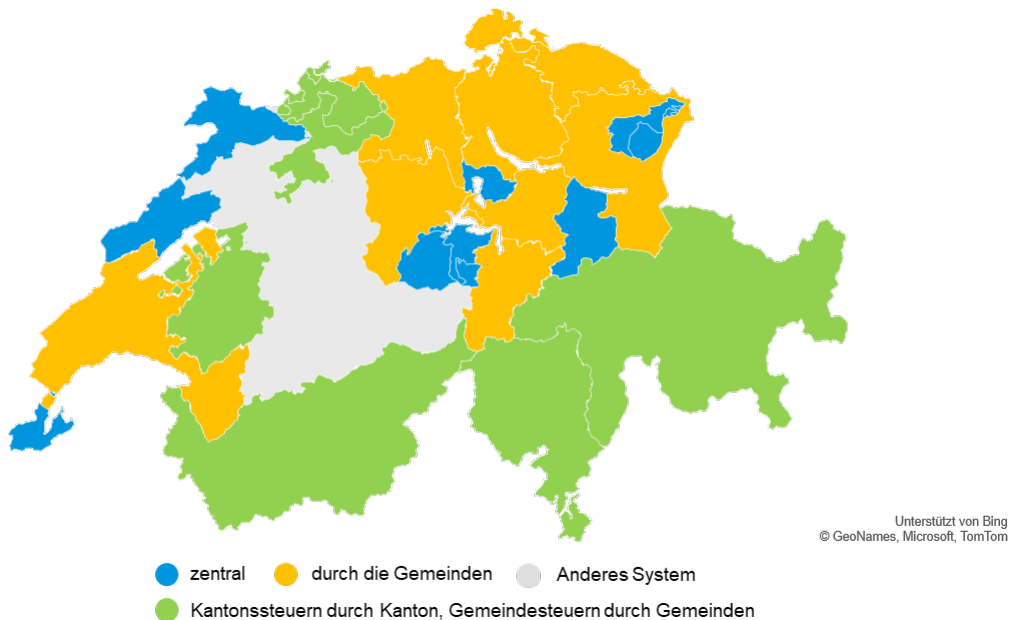 Unterstützt von Bing
© GeoNames, Microsoft, TomTom
zentral durch die Gemeinden Anderes System
Kantonssteuern durch Kanton, Gemeindesteuern durch Gemeinden